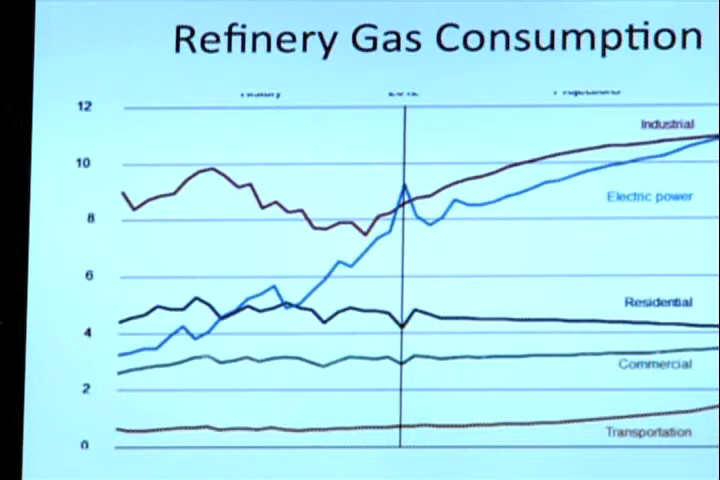 Refinery Gas Consumption
12
Industrial
10
Electric power
8
6
Residential
4
Commercial
2
Transportation
0